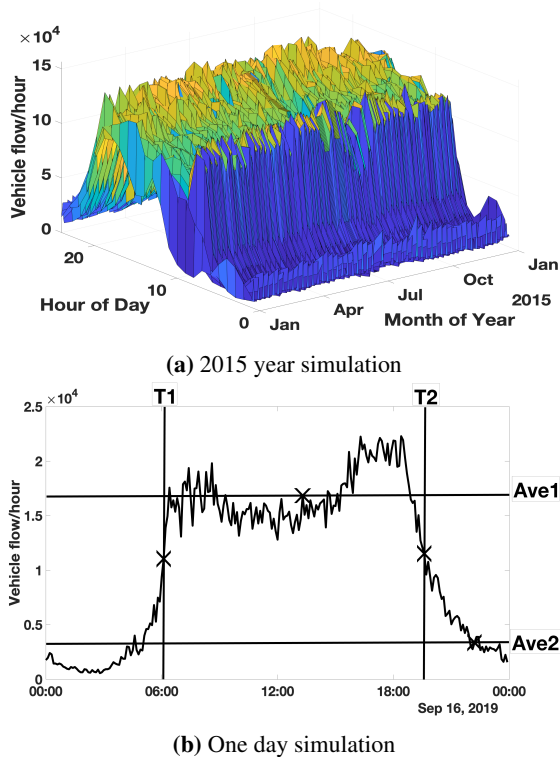 ×10⁴
15
10
5
0
Vehicle flow/hour
20
10
0
Hour of Day
Jan
Apr
Jul
Oct
Jan
2015
Month of Year
(a) 2015 year simulation
T1
T2
×10⁴
2.5
2
1.5
1
0.5
0
Vehicle flow/hour
Ave1
Ave2
00:00 06:00 12:00 18:00 00:00
Sep 16, 2019
(b) One day simulation